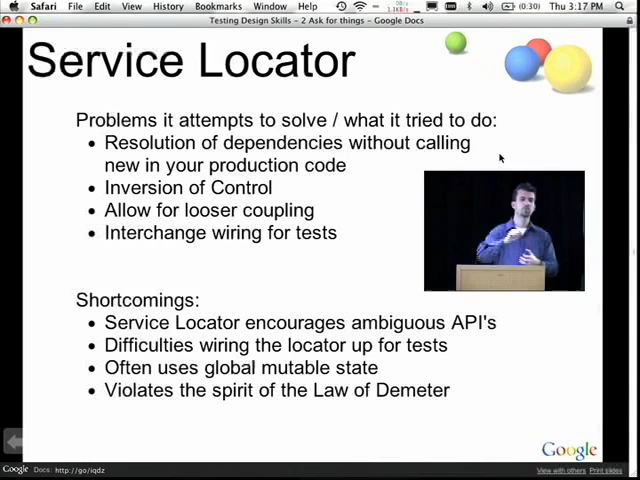 Safari File Edit View History Bookmarks Window Help (0:30) Thu 3:17 PM
Testing Design Skills - 2 Ask for things - Google Docs
Service Locator
Problems it attempts to solve / what it tried to do:
Resolution of dependencies without calling
new in your production code
Inversion of Control
Allow for looser coupling
Interchange wiring for tests
Shortcomings:
Service Locator encourages ambiguous API's
Difficulties wiring the locator up for tests
Often uses global mutable state
Violates the spirit of the Law of Demeter
Google
Google Docs: http://go/iqdz View with others Print slides